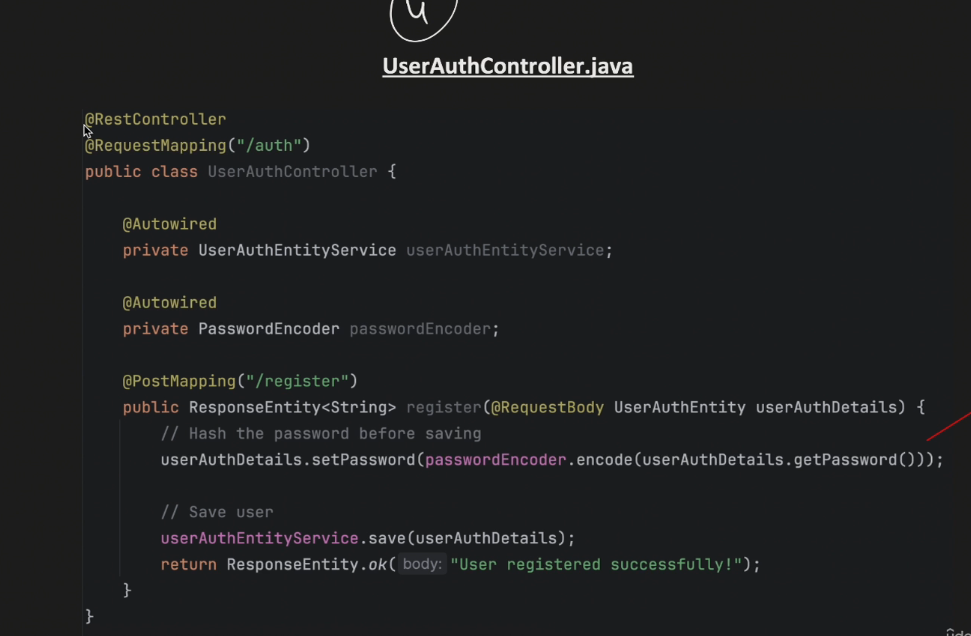 4
UserAuthController.java
@RestController
@RequestMapping("/auth")
public class UserAuthController {
@Autowired
private UserAuthEntityService userAuthEntityService;
@Autowired
private PasswordEncoder passwordEncoder;
@PostMapping("/register")
public ResponseEntity<String> register(@RequestBody UserAuthEntity userAuthDetails) {
// Hash the password before saving
userAuthDetails.setPassword(passwordEncoder.encode(userAuthDetails.getPassword()));
// Save user
userAuthEntityService.save(userAuthDetails);
return ResponseEntity.ok( body: "User registered successfully!");
}
}